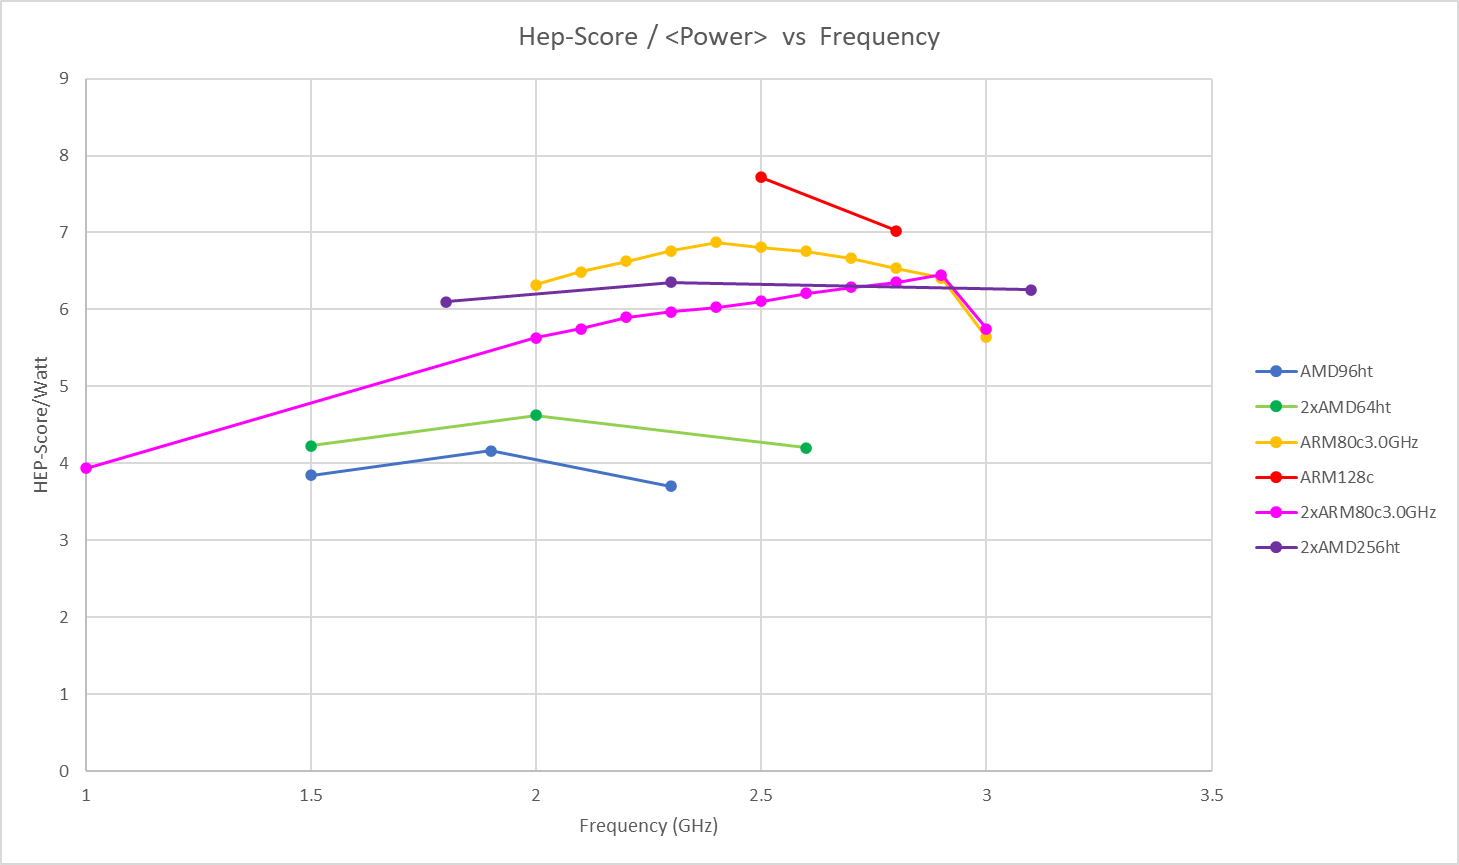 Hep-Score / <Power> vs Frequency
9
8
7
6
5
4
3
2
1
0
HEP-Score/Watt
1 1.5 2 2.5 3 3.5
Frequency (GHz)
AMD96ht
2xAMD64ht
ARM80c3.0GHz
ARM128c
2xARM80c3.0GHz
2xAMD256ht